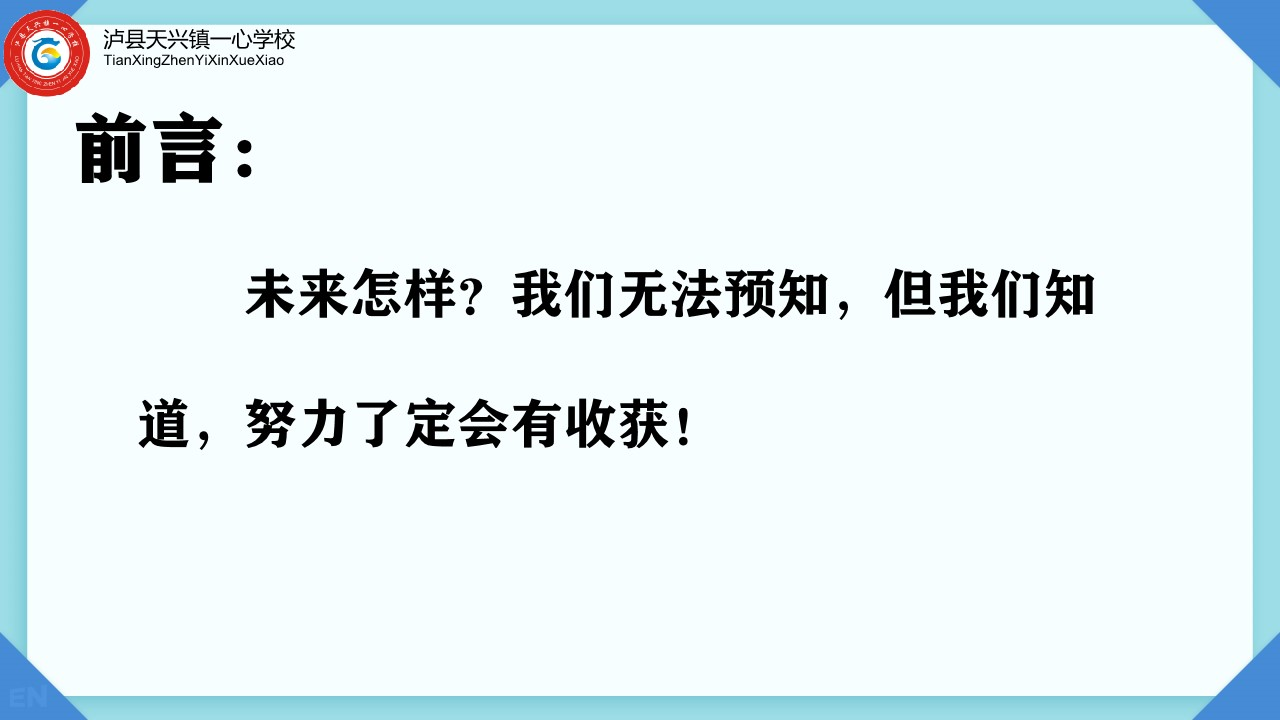 泸县天兴镇一心学校
TianXingZhenYiXinXueXiao
前言：
未来怎样？我们无法预知，但我们知
道，努力了定会有收获！
EN